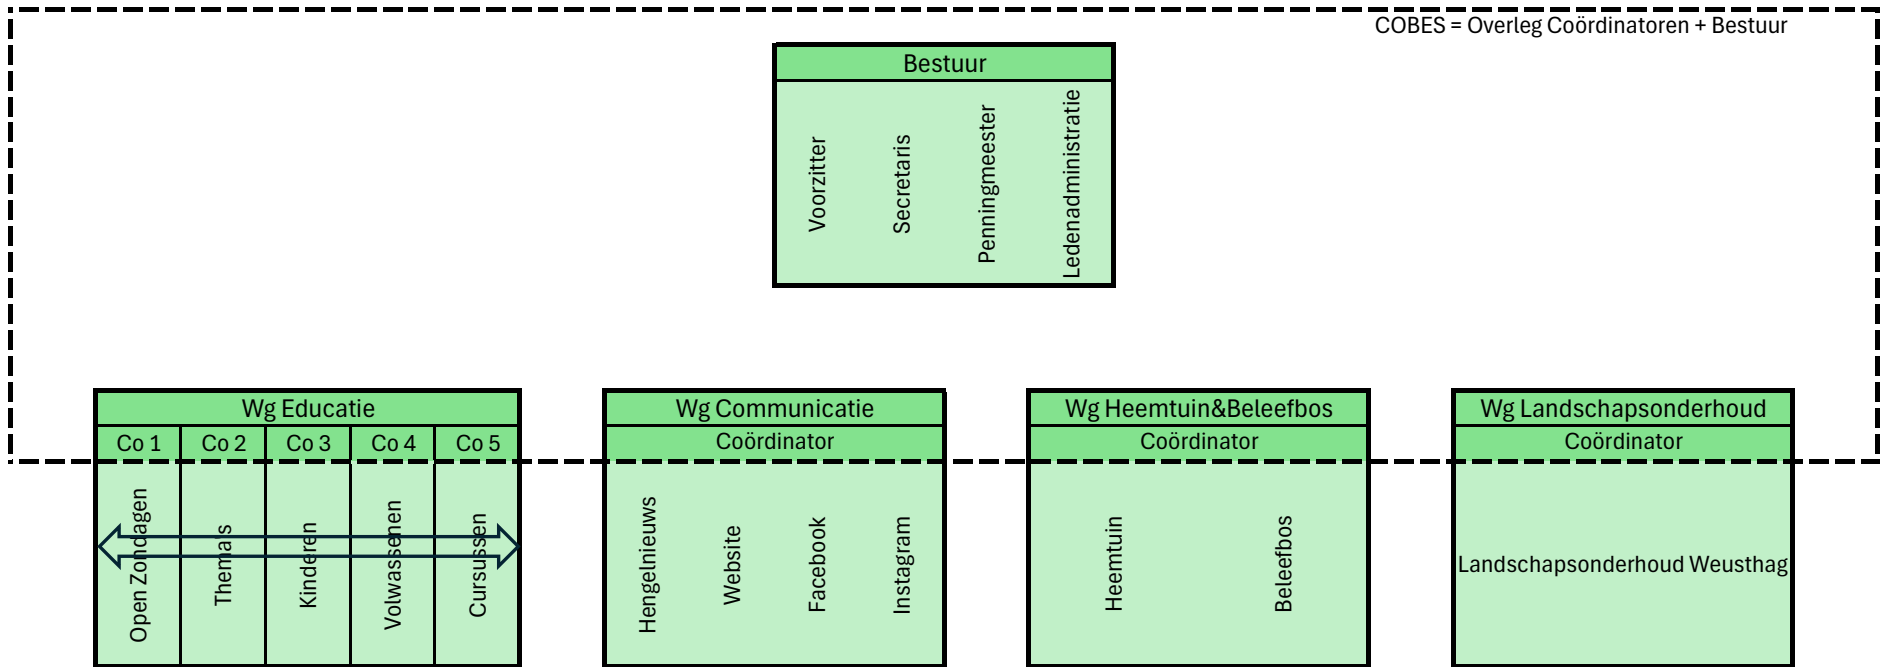 COBES = Overleg Coördinatoren + Bestuur
Bestuur
Voorzitter
Secretaris
Penningmeester
Ledenadministratie
Wg Educatie
Co 1
Co 2
Co 3
Co 4
Co 5
Open Zondagen
Thema's
Kinderen
Volwassenen
Cursussen
Wg Communicatie
Coördinator
Hengelnieuws
Website
Facebook
Instagram
Wg Heemtuin&Beleefbos
Coördinator
Heemtuin
Beleefbos
Wg Landschapsonderhoud
Coördinator
Landschapsonderhoud Weusthag